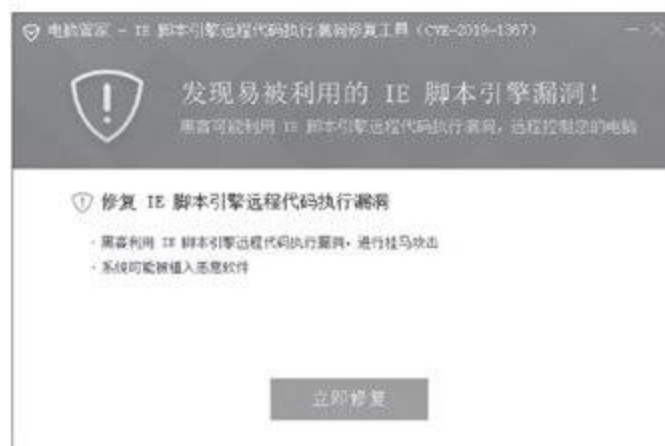 电脑管家 - IE 脚本引擎远程代码执行漏洞修复工具 (CVE-2019-1367)
发现易被利用的 IE 脚本引擎漏洞!
黑客可能利用 IE 脚本引擎远程代码执行漏洞，远程控制您的电脑
修复 IE 脚本引擎远程代码执行漏洞
· 黑客利用 IE 脚本引擎远程代码执行漏洞，进行挂马攻击
· 系统可能被植入恶意软件
立即修复